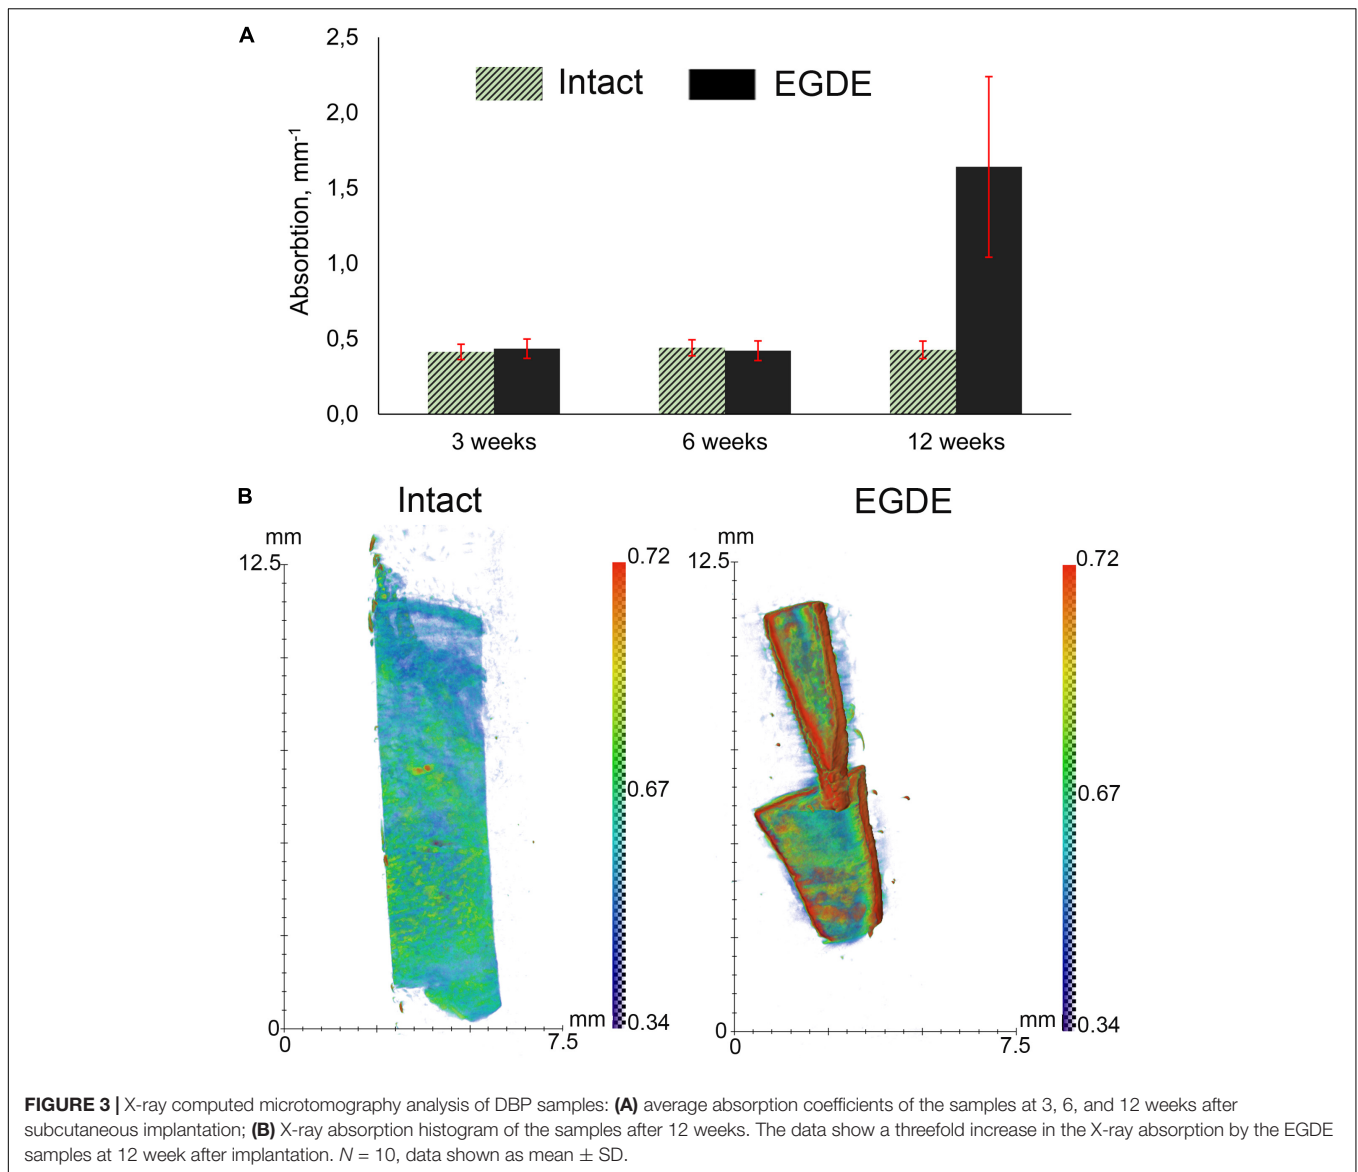 A
2,5
2,0
1,5
1,0
0,5
0,0
Absorbtion, mm-1
Intact EGDE
3 weeks 6 weeks 12 weeks
B
Intact EGDE
mm mm
12.5 0.72 12.5 0.72
0.67 0.67
0 mm 0.34 0 mm 0.34
0 7.5 0 7.5
FIGURE 3 | X-ray computed microtomography analysis of DBP samples: (A) average absorption coefficients of the samples at 3, 6, and 12 weeks after
subcutaneous implantation; (B) X-ray absorption histogram of the samples after 12 weeks. The data show a threefold increase in the X-ray absorption by the EGDE
samples at 12 week after implantation. N = 10, data shown as mean ± SD.